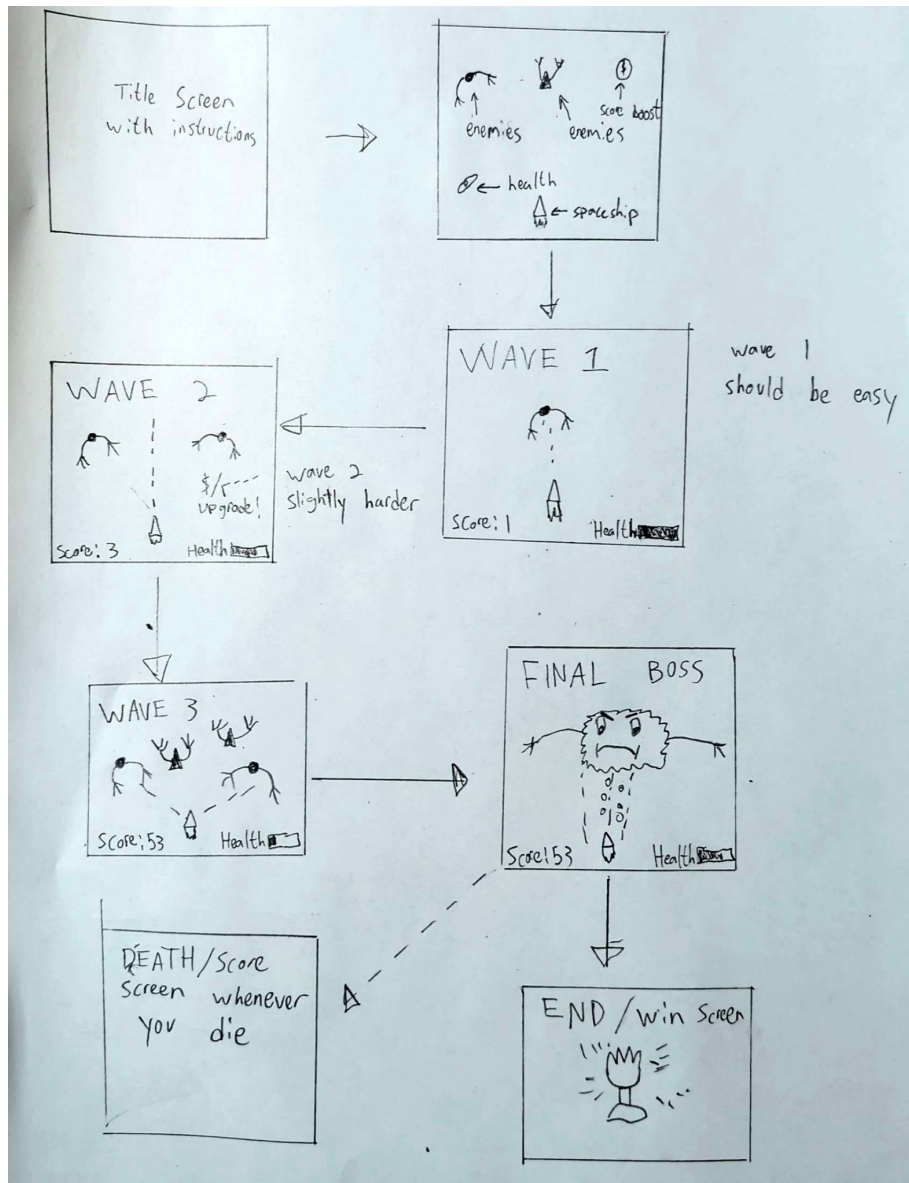 Title Screen
with instructions
score boost
enemies
enemies
health
spaceship
WAVE 1
Score: 1
Health
wave 1
should be easy
WAVE 2
upgrade!
Score: 3
Health
wave 2
slightly harder
WAVE 3
Score: 53
Health
FINAL BOSS
Score: 53
Health
DEATH/Score
Screen whenever
you die
END/win screen